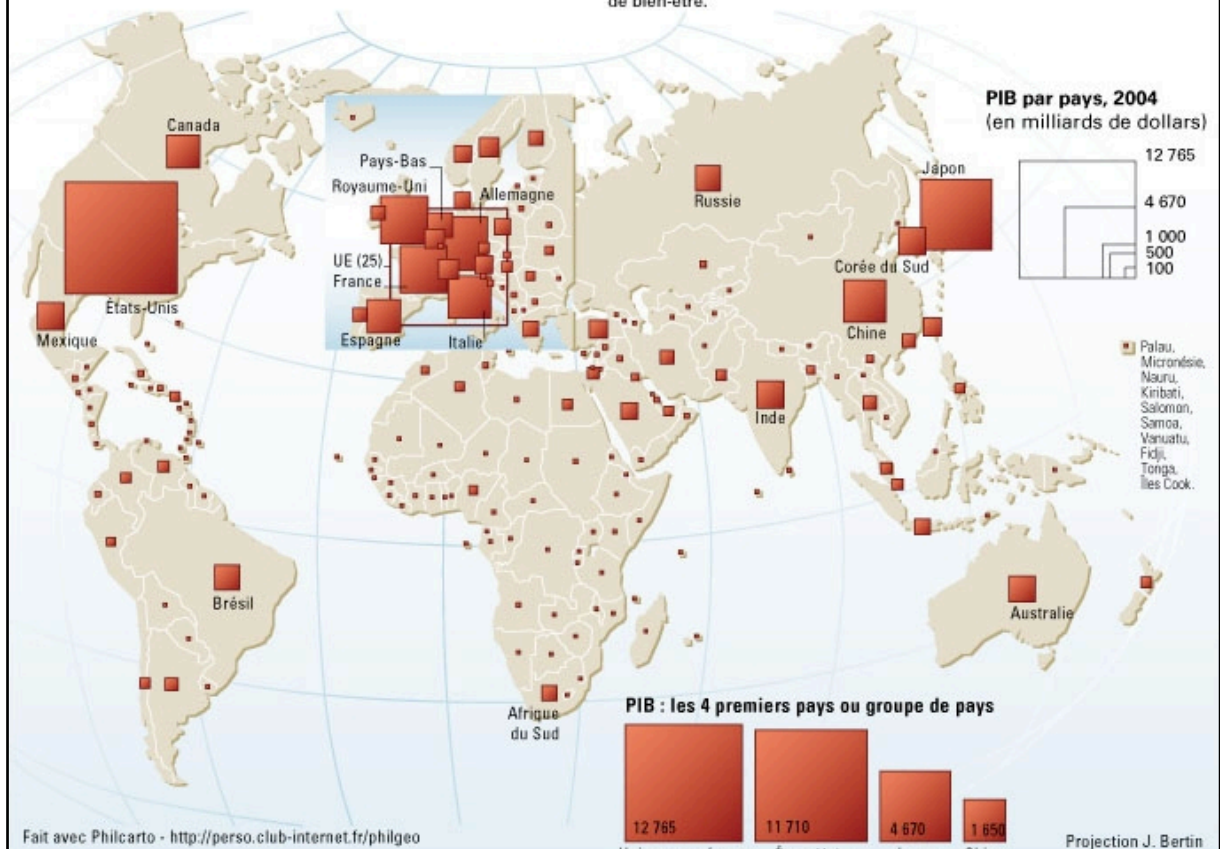 de bien-être.
PIB par pays, 2004
(en milliards de dollars)
12 765
4 670
1 000
500
100
Canada
Pays-Bas
Royaume-Uni
Allemagne
Japon
Russie
UE (25)
France
Corée du Sud
États-Unis
Mexique
Espagne
Italie
Chine
Inde
Palau,
Micronésie,
Nauru,
Kiribati,
Salomon,
Samoa,
Vanuatu,
Fidji,
Tonga,
Îles Cook.
Brésil
Australie
Afrique
du Sud
PIB : les 4 premiers pays ou groupe de pays
12 765
11 710
4 670
1 650
Fait avec Philcarto - http://perso.club-internet.fr/philgeo
Projection J. Bertin